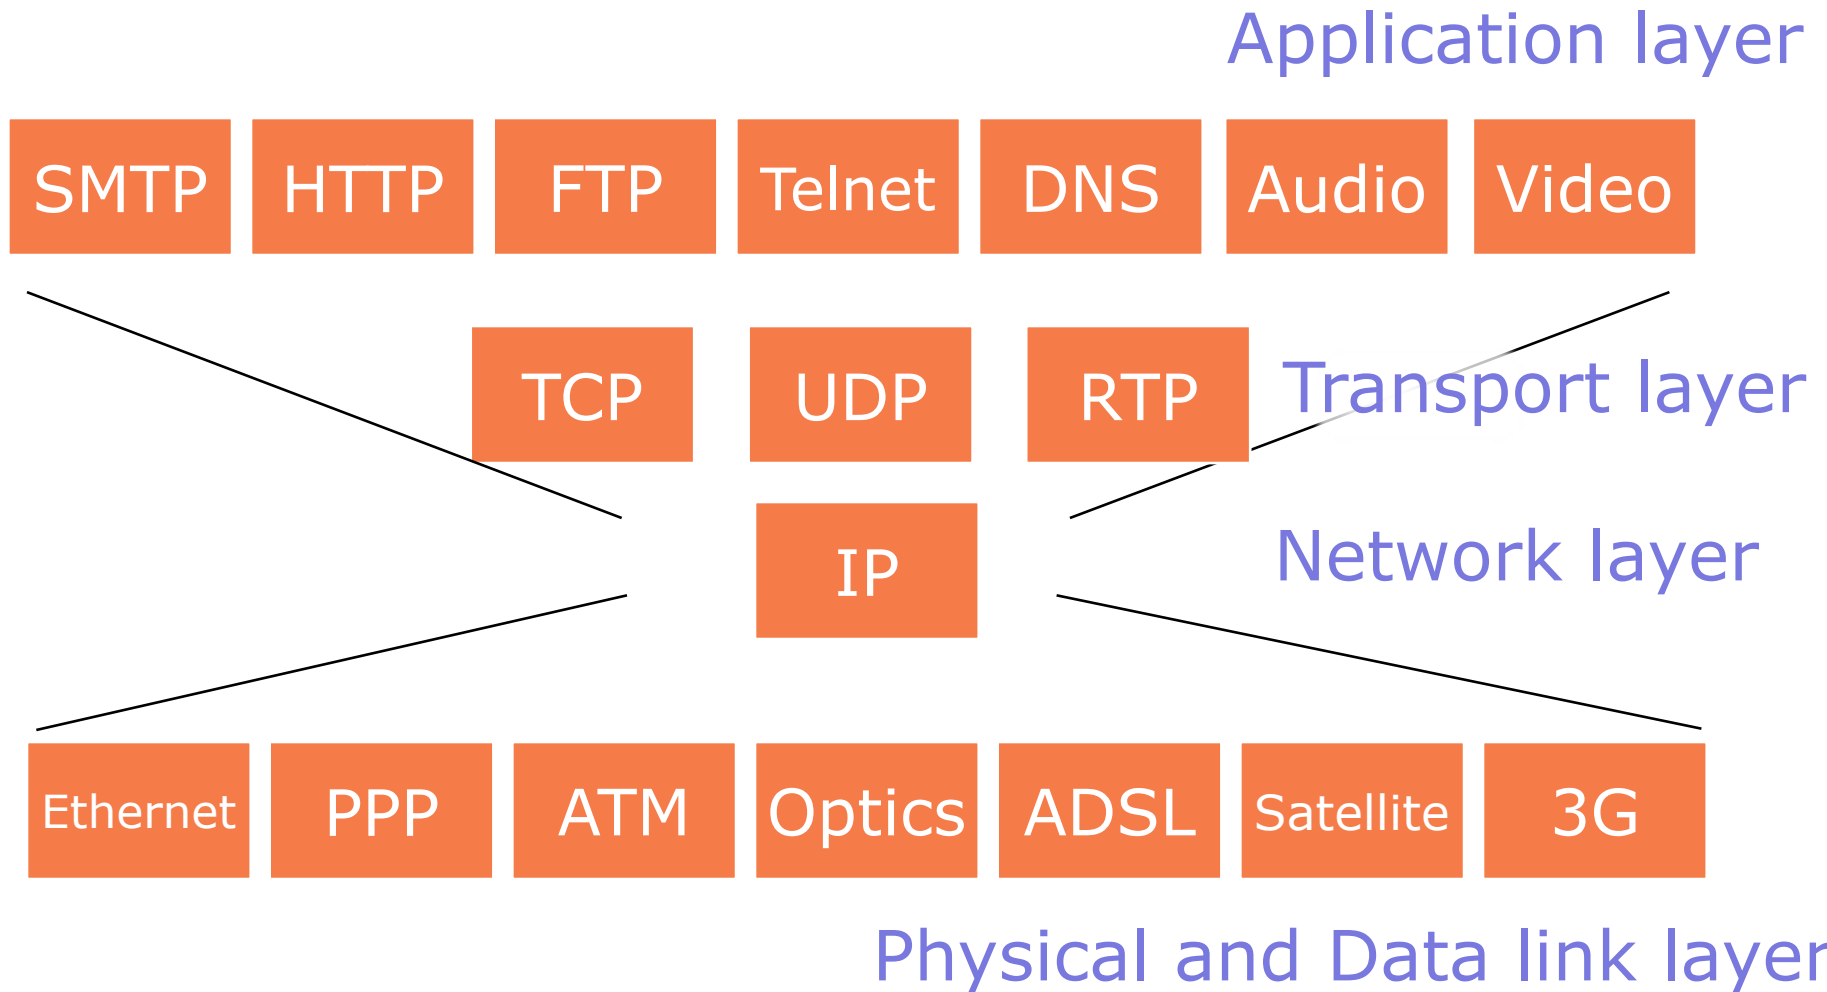 Application layer
SMTP HTTP FTP Telnet DNS Audio Video
TCP UDP RTP Transport layer
IP Network layer
Ethernet PPP ATM Optics ADSL Satellite 3G
Physical and Data link layer